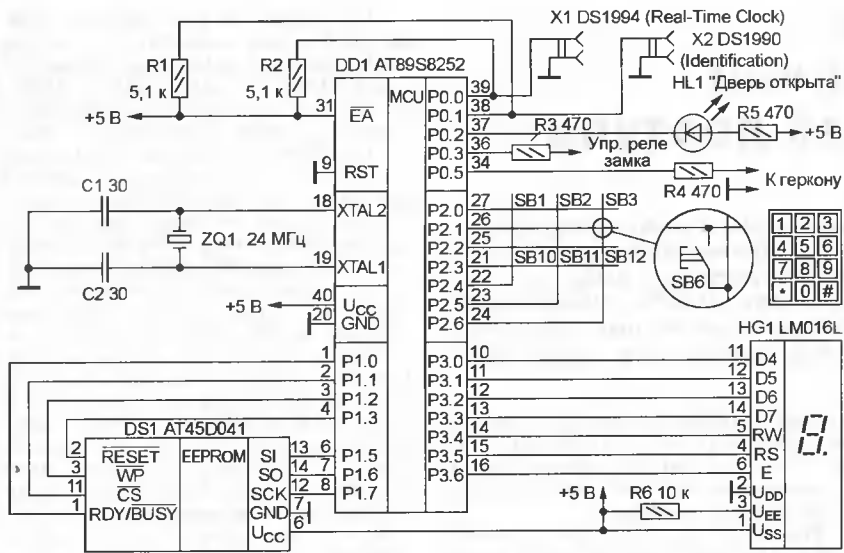 X1 DS1994 (Real-Time Clock)
X2 DS1990
(Identification)
HL1 "Дверь открыта"
R1
5,1 к
R2
5,1 к
+5 В
DD1 AT89S8252
MCU
31
EA
9
RST
18
XTAL2
19
XTAL1
40
UCC
20
GND
C1 30
C2 30
ZQ1 24 МГц
+5 В
39
P0.0
38
P0.1
37
P0.2
36
P0.3
34
P0.5
R3 470
Упр. реле
замка
R5 470
+5 В
R4 470
К геркону
27
P2.0
26
P2.1
25
P2.2
21
P2.3
22
P2.4
23
P2.5
24
P2.6
SB1
SB2
SB3
SB10
SB11
SB12
SB6
1 2 3
4 5 6
7 8 9
* 0 #
1
P1.0
2
P1.1
3
P1.2
4
P1.3
6
P1.5
7
P1.6
8
P1.7
10
P3.0
11
P3.1
12
P3.2
13
P3.3
14
P3.4
15
P3.5
16
P3.6
HG1 LM016L
11 D4
12 D5
13 D6
14 D7
5 RW
4 RS
6 E
2 UDD
3 UEE
1 USS
+5 В
R6 10 к
DS1 AT45D041
EEPROM
2 RESET
3 WP
11 CS
1 RDY/BUSY
SI 13
SO 14
SCK 12
GND 7
UCC 6